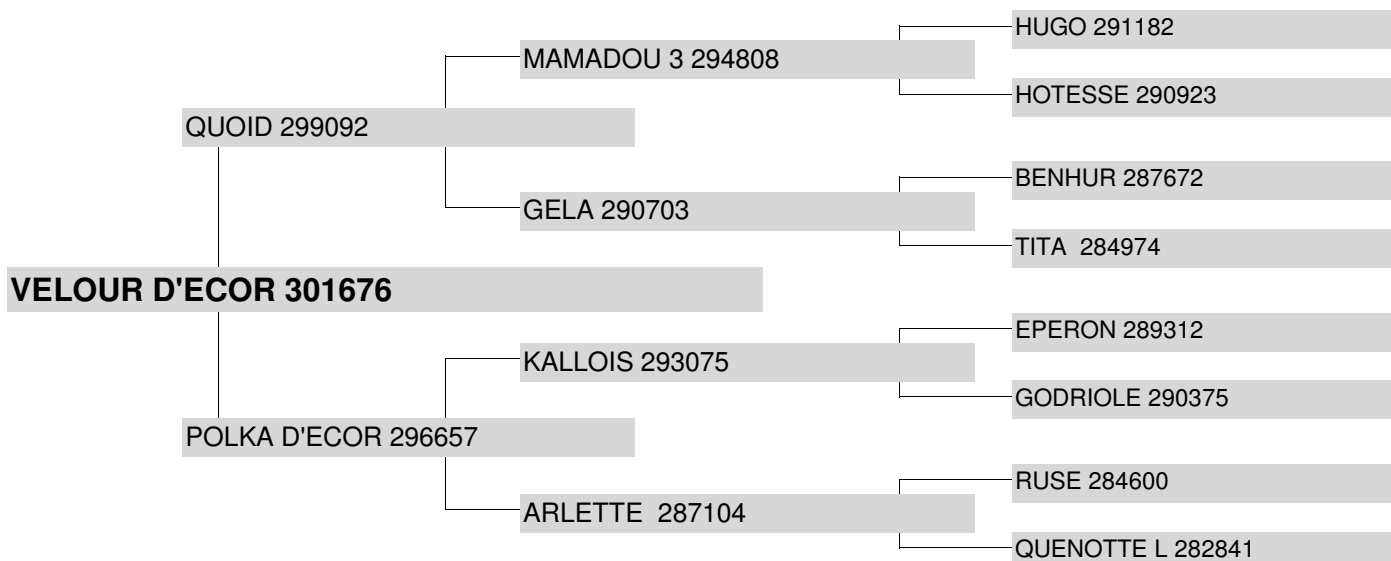 HUGO 291182
MAMADOU 3 294808
HOTESSE 290923
QUOID 299092
BENHUR 287672
GELA 290703
TITA 284974
VELOUR D'ECOR 301676
EPERON 289312
KALLOIS 293075
GODRIOLE 290375
POLKA D'ECOR 296657
RUSE 284600
ARLETTE 287104
QUENOTTE L 282841